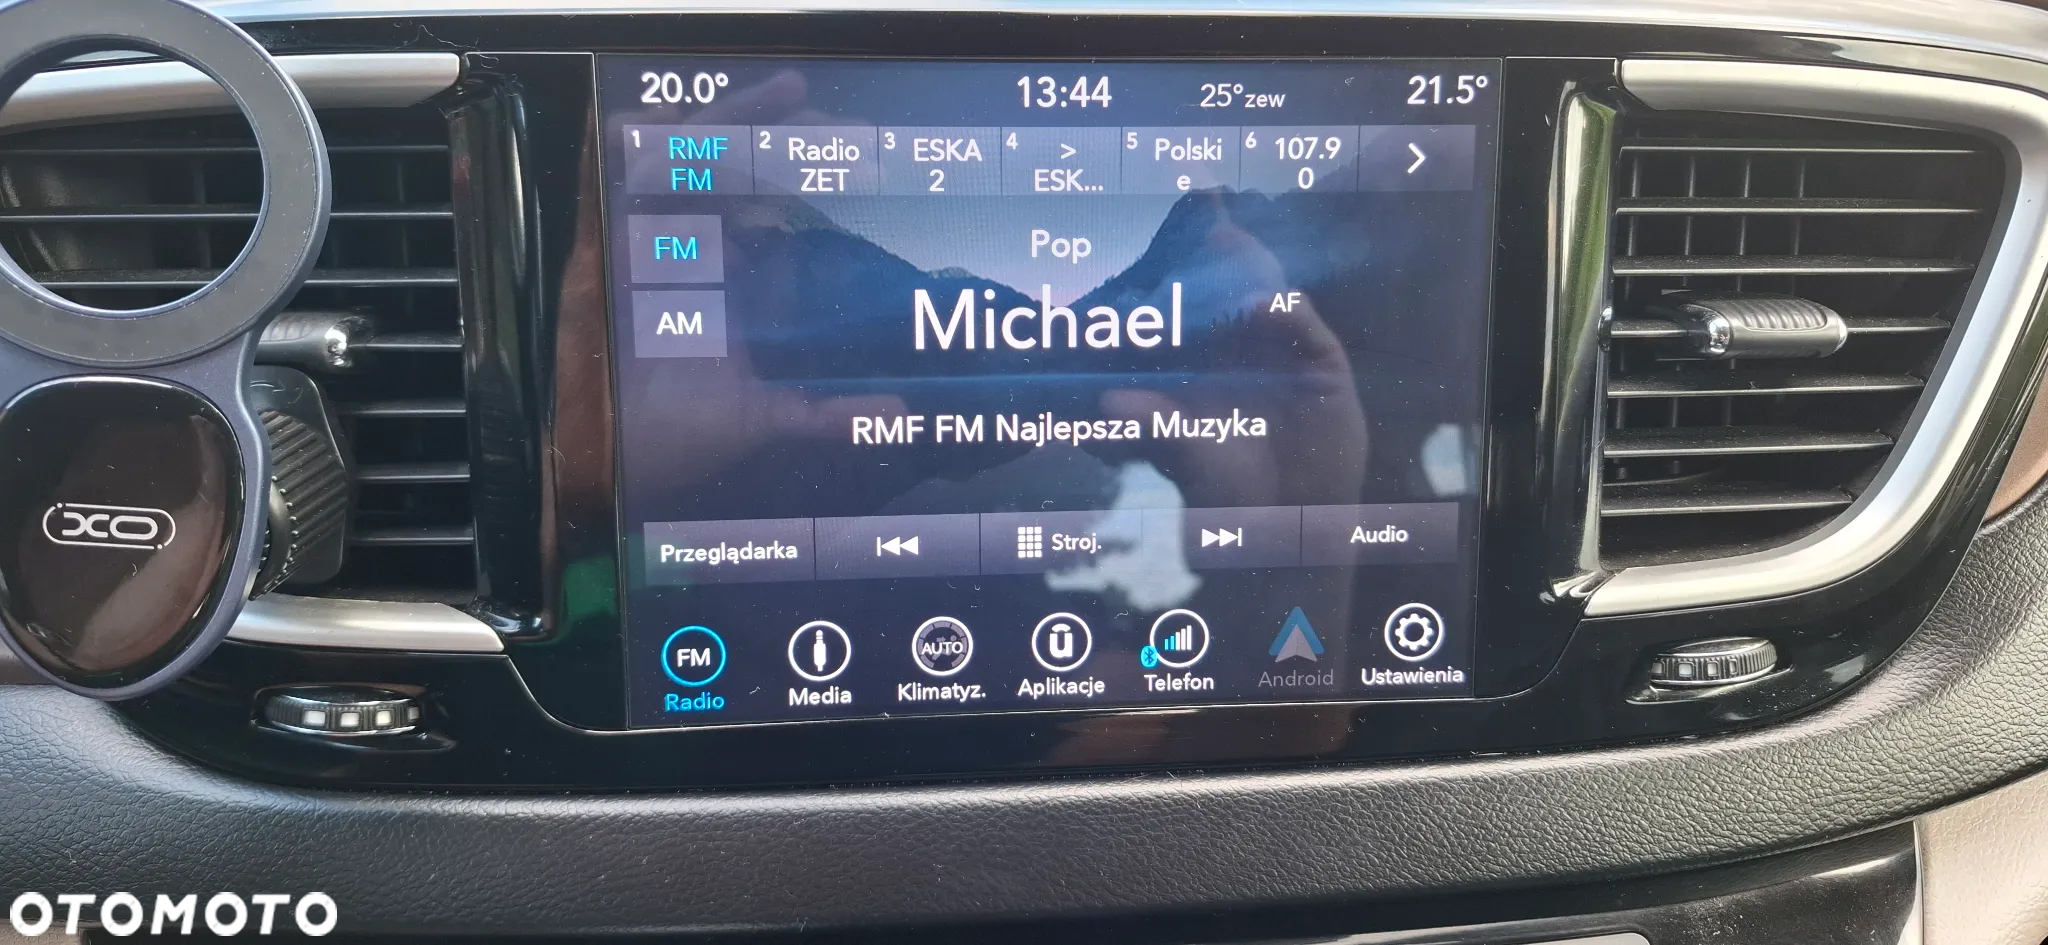 20.0° 13:44 25°zew 21.5°
1 RMF FM
2 Radio ZET
3 ESKA 2
4 > ESK...
5 Polski e
6 107.9 0
FM
AM
Pop
Michael
AF
RMF FM Najlepsza Muzyka
Przeglądarka Stroj. Audio
FM AUTO
Radio Media Klimatyz. Aplikacje Telefon Android Ustawienia
XO
OTOMOTO